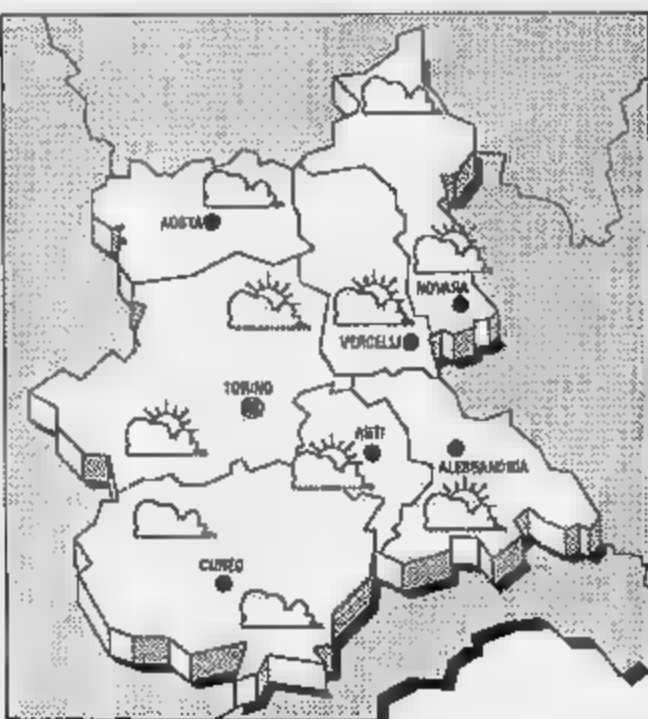 AOSTA
NOVARA
VERCELLI
TORINO
ASTI
ALESSANDRIA
CUNEO